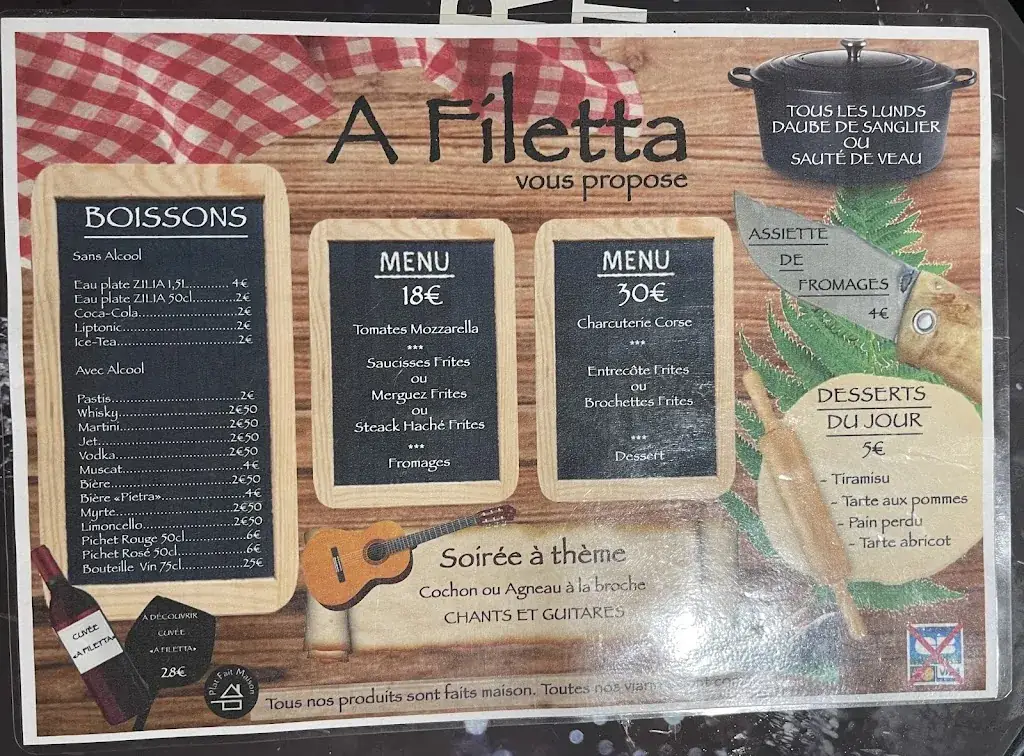 A Filetta
vous propose
TOUS LES LUNDS
DAUBE DE SANGLIER
OU
SAUTÉ DE VEAU
BOISSONS
Sans Alcool
Eau plate ZILIA 1,5L........... 4€
Eau plate ZILIA 50cl...........2€
Coca-Cola.........................2€
Liptonic.............................2€
Ice-Tea..............................2€
Avec Alcool
Pastis................................2€
Whisky............................2€50
Martini............................2€50
Jet...................................2€50
Vodka.............................2€50
Muscat..............................4€
Bière...............................2€50
Bière «Pietra»....................4€
Myrte..............................2€50
Limoncello.......................2€50
Pichet Rouge 50cl...............6€
Pichet Rosé 50cl.................6€
Bouteille Vin 75cl................25€
MENU
18€
Tomates Mozzarella
***
Saucisses Frites
ou
Merguez Frites
ou
Steack Haché Frites
***
Fromages
MENU
30€
Charcuterie Corse
***
Entrecôte Frites
ou
Brochettes Frites
***
Dessert
ASSIETTE
DE
FROMAGES
4€
DESSERTS
DU JOUR
5€
- Tiramisu
- Tarte aux pommes
- Pain perdu
- Tarte abricot
Soirée à thème
Cochon ou Agneau à la broche
CHANTS ET GUITARES
CUVÉE
«A FILETTA»
A DÉCOUVRIR
CUVÉE
«A FILETTA»
28€
Plat Fait Maison
Tous nos produits sont faits maison. Toutes nos